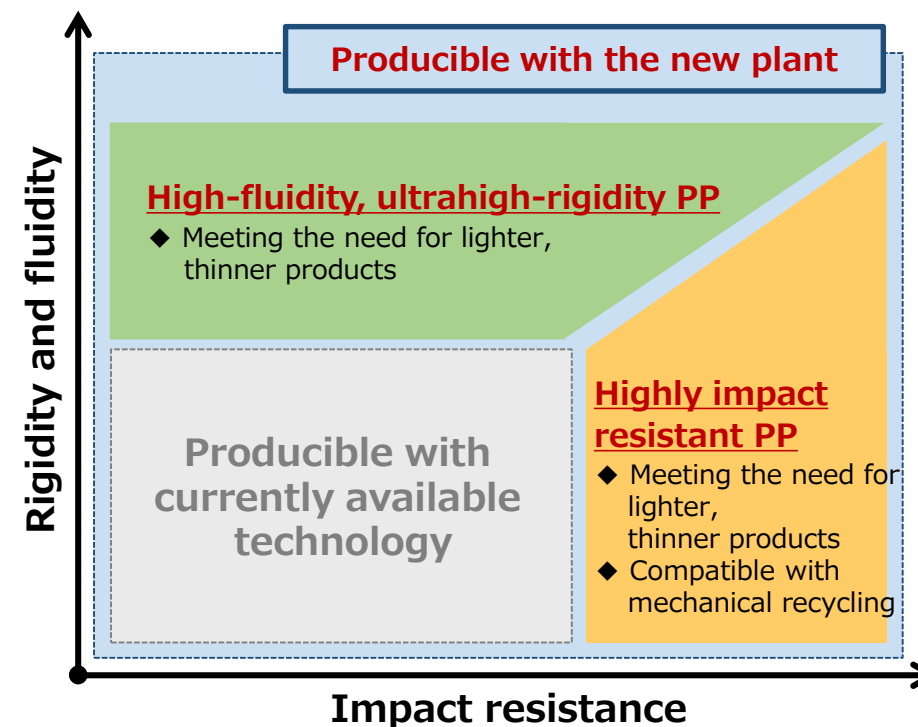 Producible with the new plant
Rigidity and fluidity
High-fluidity, ultrahigh-rigidity PP
◆ Meeting the need for lighter,
thinner products
Producible with
currently available
technology
Highly impact
resistant PP
◆ Meeting the need for
lighter,
thinner products
◆ Compatible with
mechanical recycling
Impact resistance